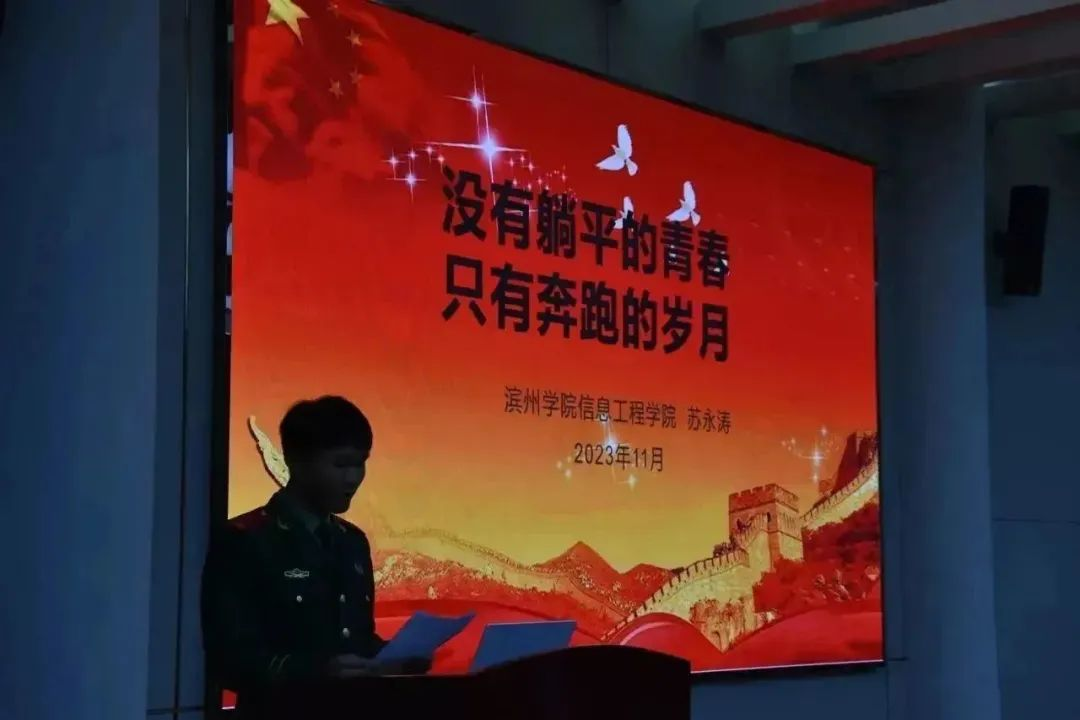 没有躺平的青春
只有奔跑的岁月
滨州学院信息工程学院 苏永涛
2023年11月